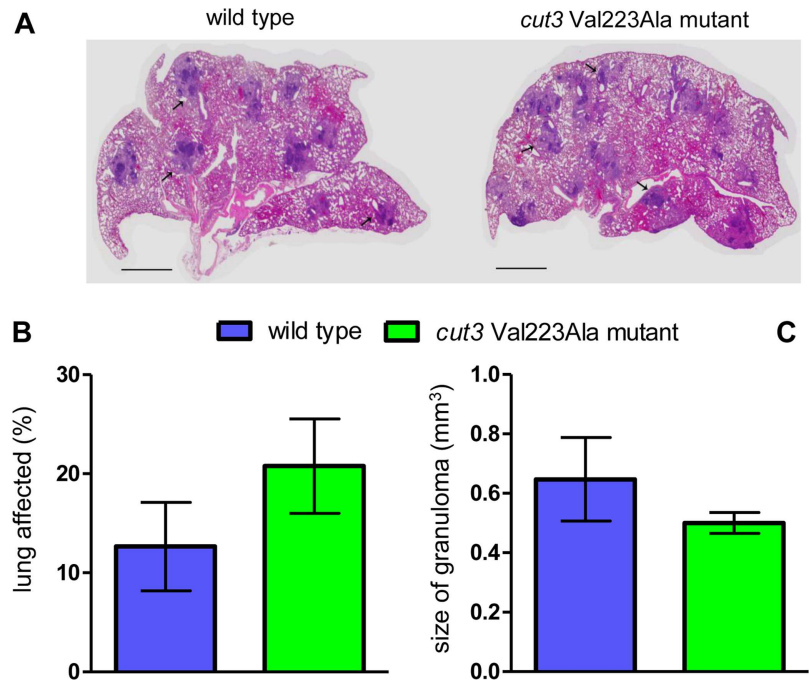 A
wild type
cut3 Val223Ala mutant
B
wild type
cut3 Val223Ala mutant
C
lung affected (%)
30
20
10
0
size of granuloma (mm³)
1.0
0.8
0.6
0.4
0.2
0.0